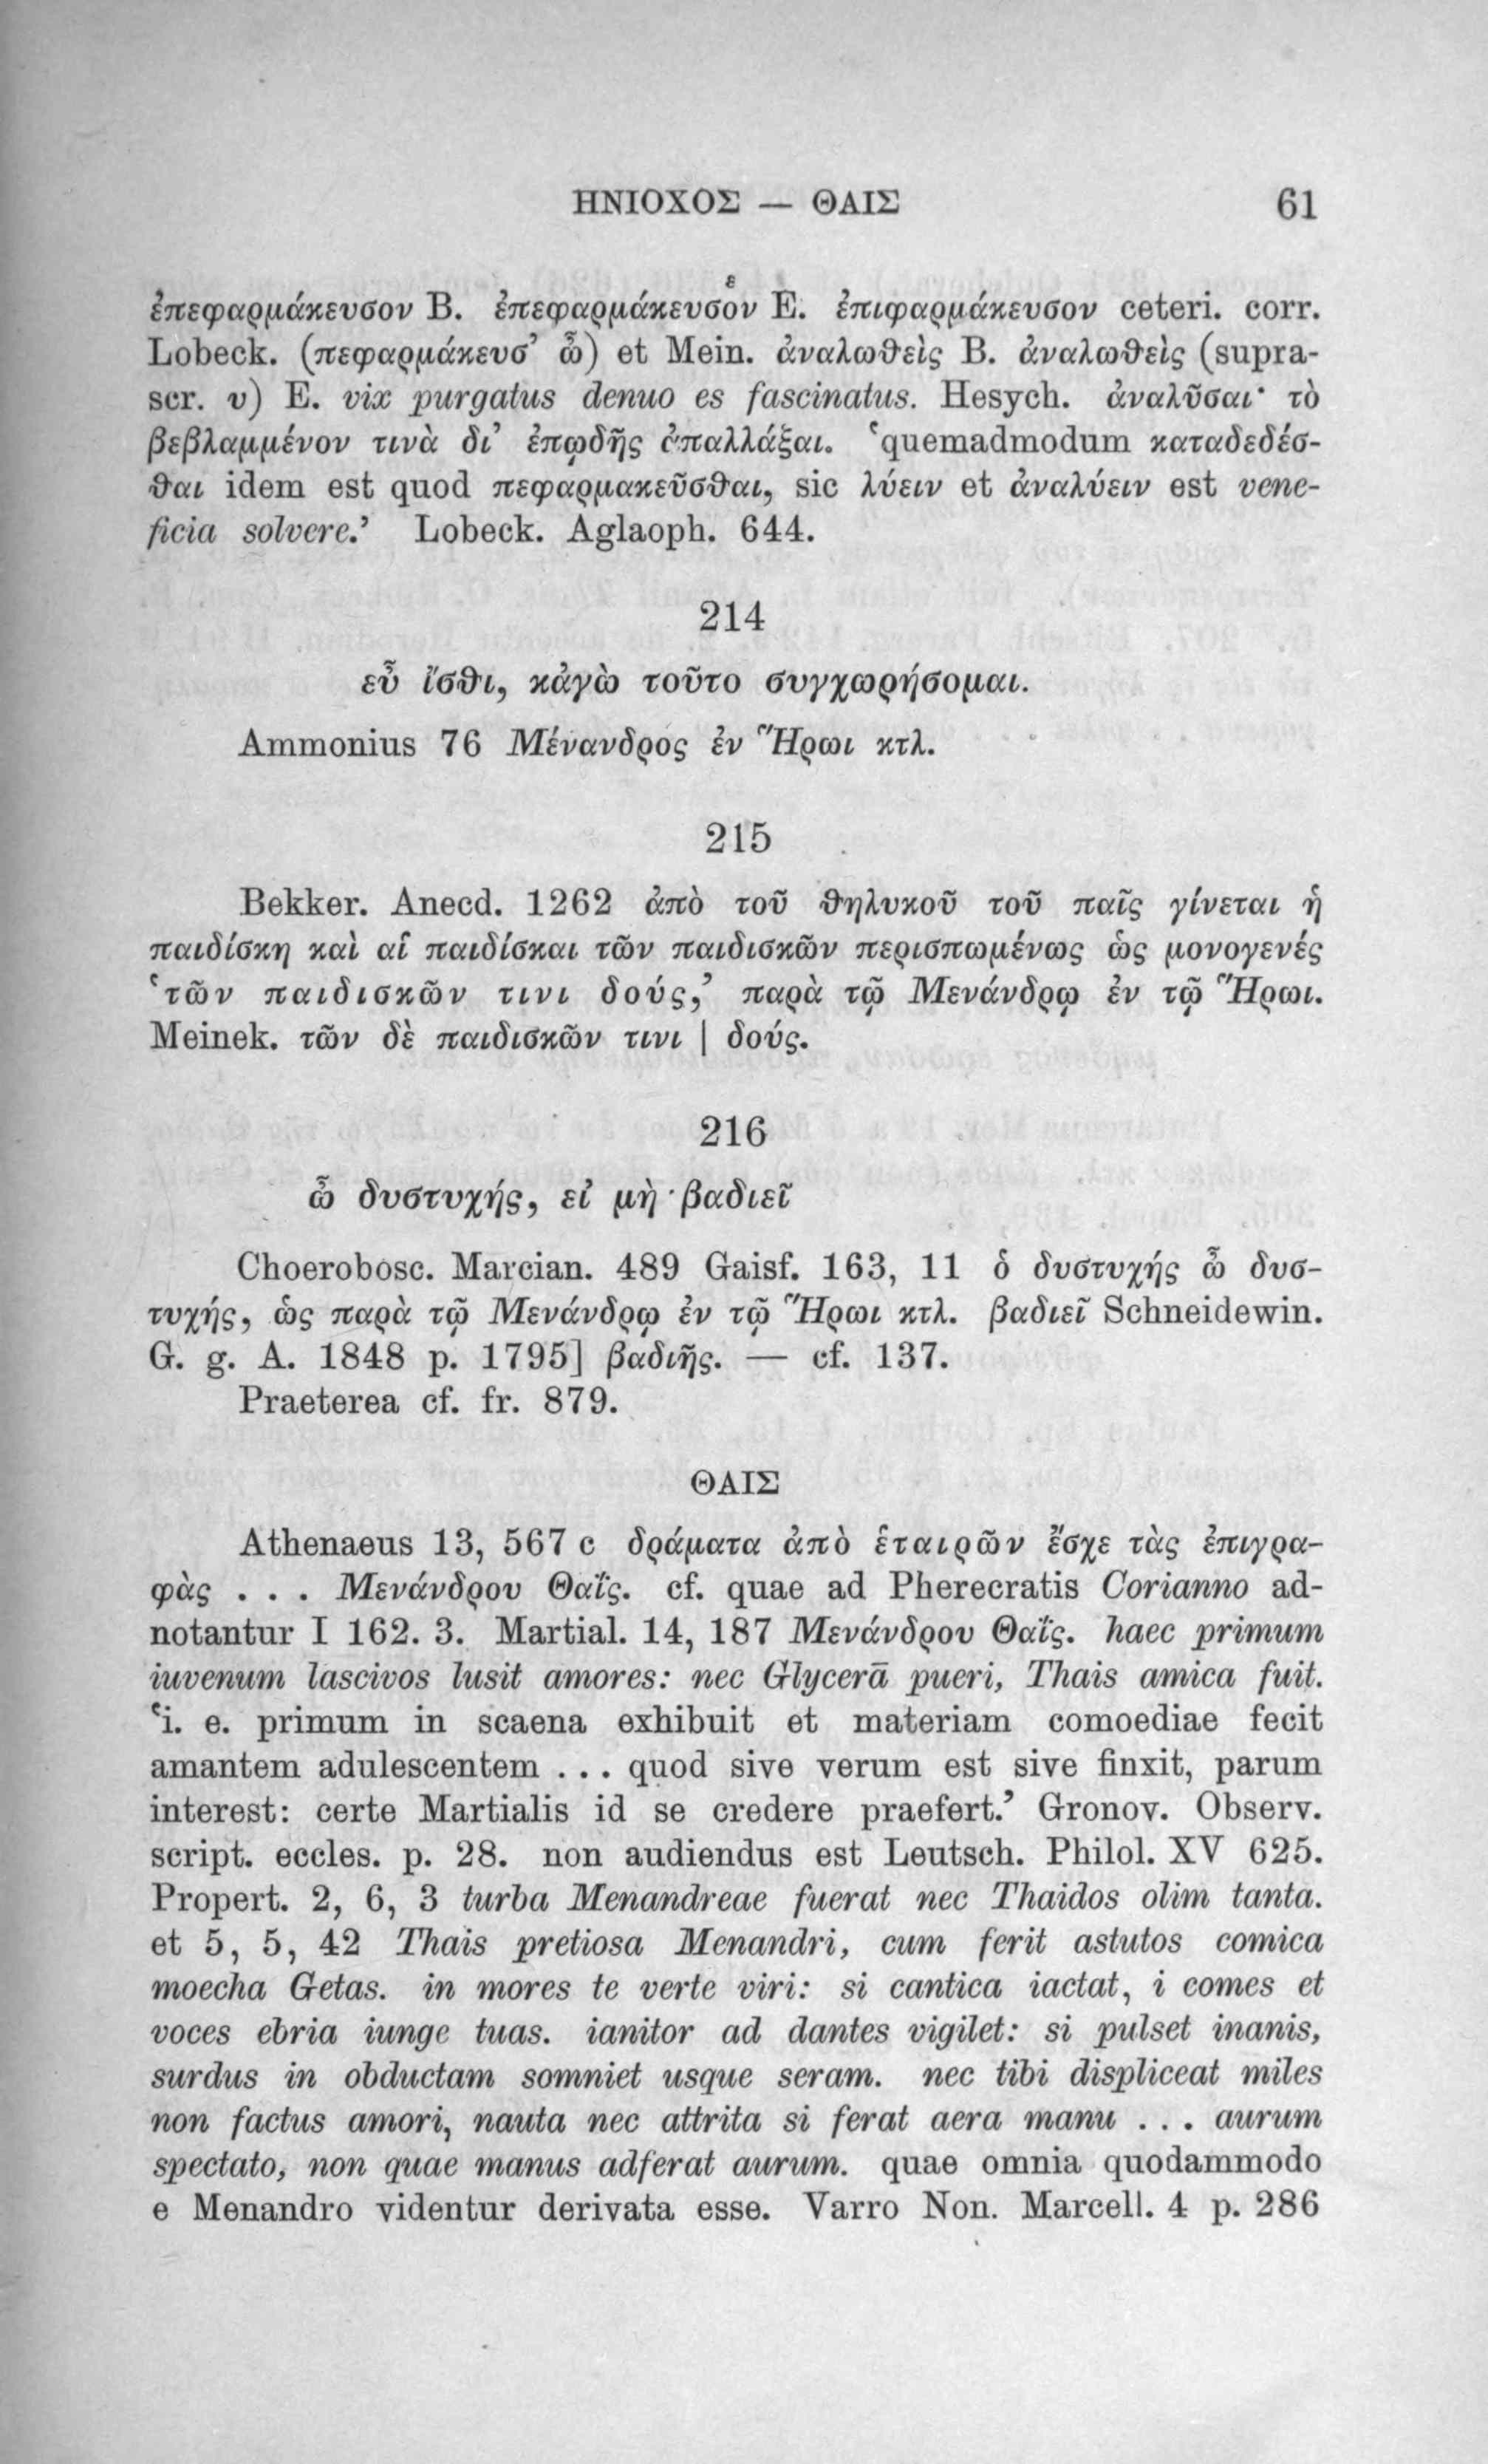 ΗΝΙΟΧΟΣ — ΘΑΙΣ 61
ἐπεφαρμάκευσον B. ἐπεφαρμάκευσὸν E. ἐπιφαρμάκευσον ceteri. corr.
Lobeck. (πεφαρμάκευσ’ ὦ) et Mein. ἀναλωθεὶς B. ἀναλωθεὶς (supra-
scr. υ) E. vix purgatus denuo es fascinatus. Hesych. ἀναλῦσαι· τὸ
βεβλαμμένον τινὰ δι’ ἐπῳδῆς ἀπαλλάξαι. ‘quemadmodum καταδεδέσ-
θαι idem est quod πεφαρμακεῦσθαι, sic λύειν et ἀναλύειν est vene-
ficia solvere.’ Lobeck. Aglaoph. 644.
214
εὖ ἴσθι, κἀγὼ τοῦτο συγχωρήσομαι.
Ammonius 76 Μένανδρος ἐν Ἥρωι κτλ.
215
Bekker. Anecd. 1262 ἀπὸ τοῦ θηλυκοῦ τοῦ παῖς γίνεται ἡ
παιδίσκη καὶ αἱ παιδίσκαι τῶν παιδισκῶν περισπωμένως ὡς μονογενές
‘τῶν παιδισκῶν τινι δούς,’ παρὰ τῷ Μενάνδρῳ ἐν τῷ Ἥρωι.
Meinek. τῶν δὲ παιδισκῶν τινι | δούς.
216
ὦ δυστυχής, εἰ μὴ βαδιεῖ
Choerobosc. Marcian. 489 Gaisf. 163, 11 ὁ δυστυχής ὦ δυσ-
τυχής, ὡς παρὰ τῷ Μενάνδρῳ ἐν τῷ Ἥρωι κτλ. βαδιεῖ Schneidewin.
G. g. A. 1848 p. 1795] βαδιῆς. — cf. 137.
Praeterea cf. fr. 879.
ΘΑΙΣ
Athenaeus 13, 567 c δράματα ἀπὸ ἑταιρῶν ἔσχε τὰς ἐπιγρα-
φὰς . . . Μενάνδρου Θαΐς. cf. quae ad Pherecratis Corianno ad-
notantur I 162. 3. Martial. 14, 187 Μενάνδρου Θαΐς. haec primum
iuvenum lascivos lusit amores: nec Glycerā pueri, Thais amica fuit.
‘i. e. primum in scaena exhibuit et materiam comoediae fecit
amantem adulescentem . . . quod sive verum est sive finxit, parum
interest: certe Martialis id se credere praefert.’ Gronov. Observ.
script. eccles. p. 28. non audiendus est Leutsch. Philol. XV 625.
Propert. 2, 6, 3 turba Menandreae fuerat nec Thaidos olim tanta.
et 5, 5, 42 Thais pretiosa Menandri, cum ferit astutos comica
moecha Getas. in mores te verte viri: si cantica iactat, i comes et
voces ebria iunge tuas. ianitor ad dantes vigilet: si pulset inanis,
surdus in obductam somniet usque seram. nec tibi displiceat miles
non factus amori, nauta nec attrita si ferat aera manu . . . aurum
spectato, non quae manus adferat aurum. quae omnia quodammodo
e Menandro videntur derivata esse. Varro Non. Marcell. 4 p. 286